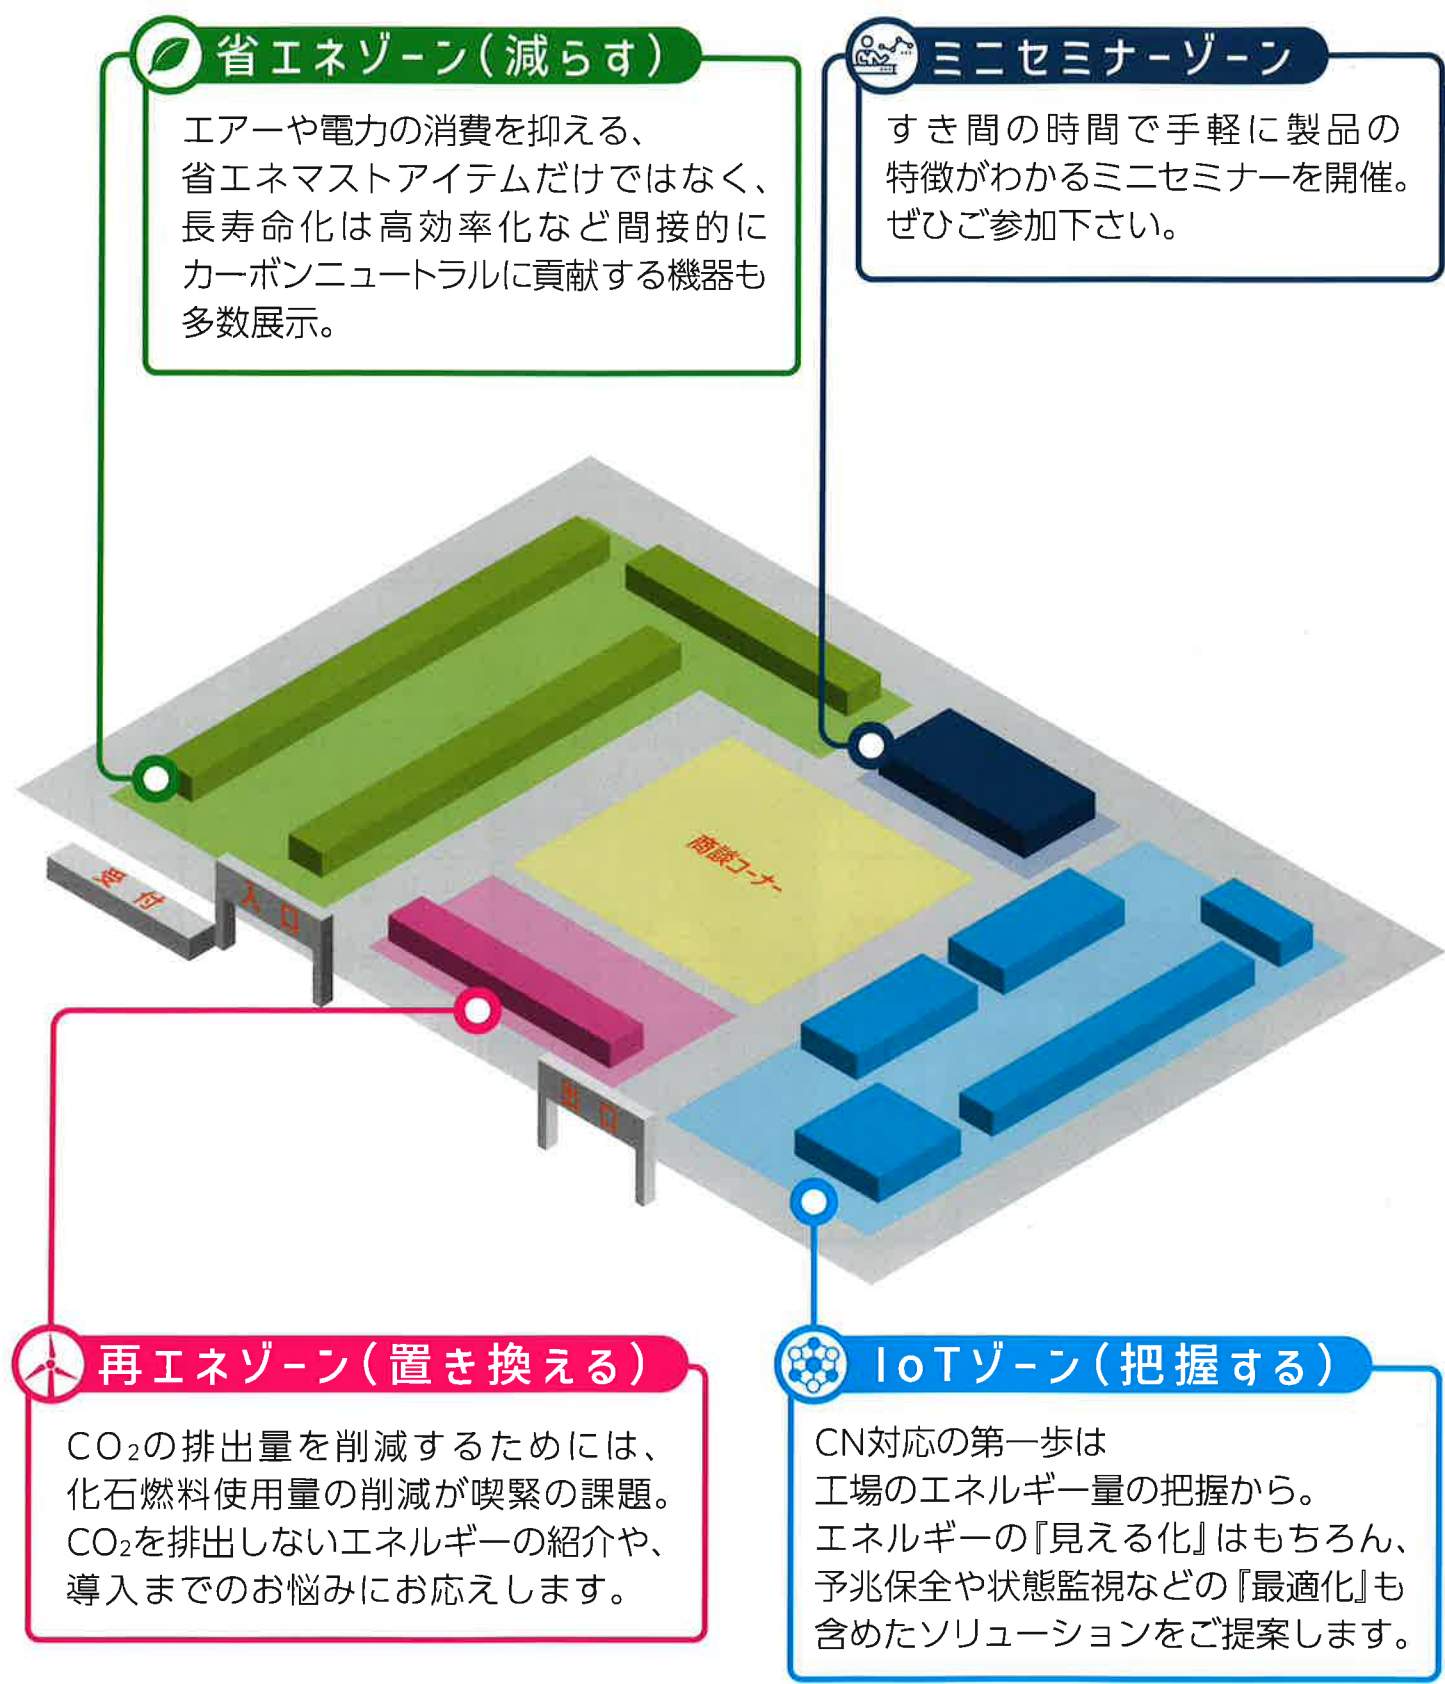 省エネゾーン(減らす)
エアーや電力の消費を抑える、
省エネマストアイテムだけではなく、
長寿命化は高効率化など間接的に
カーボンニュートラルに貢献する機器も
多数展示。
ミニセミナーゾーン
すき間の時間で手軽に製品の
特徴がわかるミニセミナーを開催。
ぜひご参加下さい。
商談コーナー
受付
入口
出口
再エネゾーン(置き換える)
CO₂の排出量を削減するためには、
化石燃料使用量の削減が喫緊の課題。
CO₂を排出しないエネルギーの紹介や、
導入までのお悩みにお応えします。
IoTゾーン(把握する)
CN対応の第一歩は
工場のエネルギー量の把握から。
エネルギーの『見える化』はもちろん、
予兆保全や状態監視などの『最適化』も
含めたソリューションをご提案します。